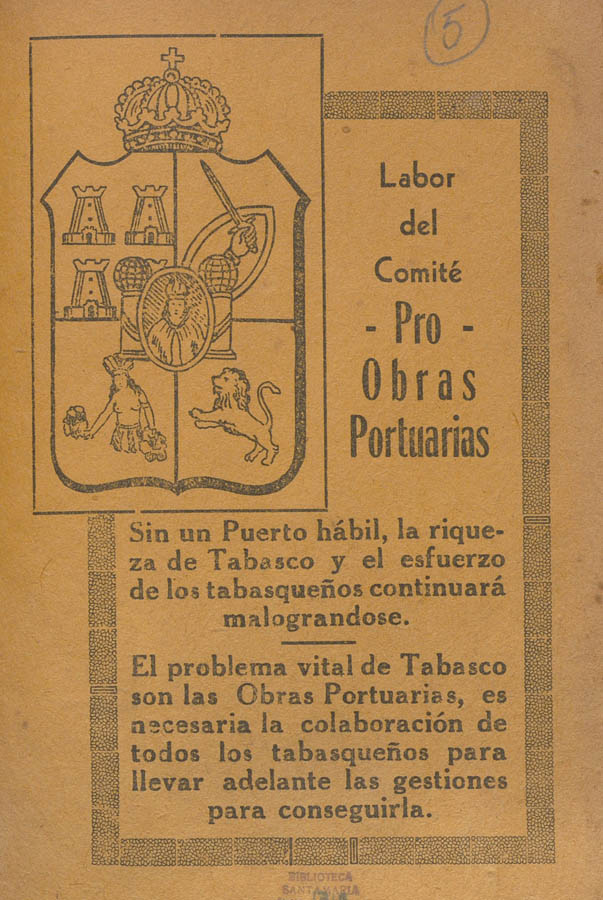 5
Labor
del
Comité
- Pro -
Obras
Portuarias
Sin un Puerto hábil, la rique-
za de Tabasco y el esfuerzo
de los tabasqueños continuará
malograndose.
El problema vital de Tabasco
son las Obras Portuarias, es
necesaria la colaboración de
todos los tabasqueños para
llevar adelante las gestiones
para conseguirla.
BIBLIOTECA
SANTAMARIA